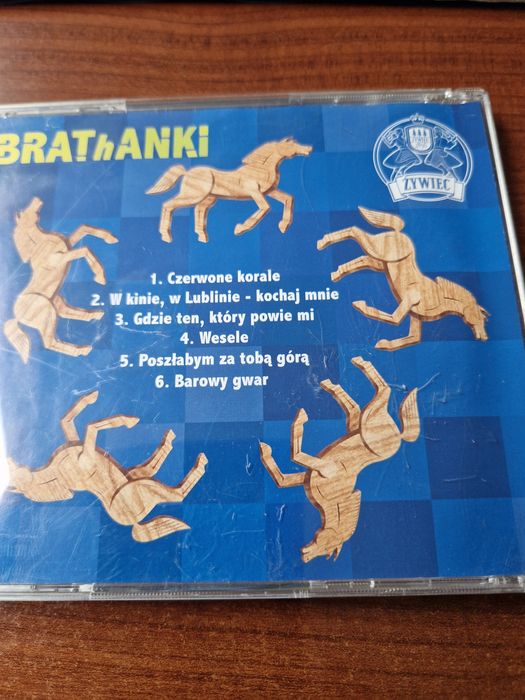 BRAThANKi
ŻYWIEC
1. Czerwone korale
2. W kinie, w Lublinie - kochaj mnie
3. Gdzie ten, który powie mi
4. Wesele
5. Poszłabym za tobą górą
6. Barowy gwar